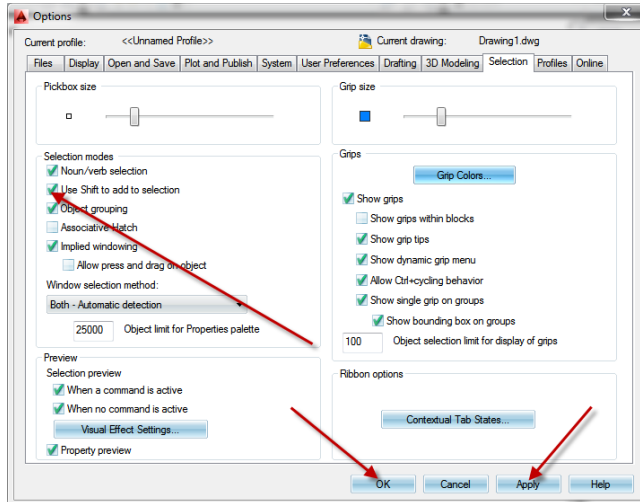 Options
x
Current profile: <<Unnamed Profile>> Current drawing: Drawing1.dwg
Files Display Open and Save Plot and Publish System User Preferences Drafting 3D Modeling Selection Profiles Online
Pickbox size
Grip size
Selection modes
Noun/verb selection
Use Shift to add to selection
Object grouping
Associative Hatch
Implied windowing
Allow press and drag on object
Window selection method:
Both - Automatic detection
25000 Object limit for Properties palette
Grips
Grip Colors...
Show grips
Show grips within blocks
Show grip tips
Show dynamic grip menu
Allow Ctrl+cycling behavior
Show single grip on groups
Show bounding box on groups
100 Object selection limit for display of grips
Preview
Selection preview
When a command is active
When no command is active
Visual Effect Settings...
Property preview
Ribbon options
Contextual Tab States...
OK Cancel Apply Help